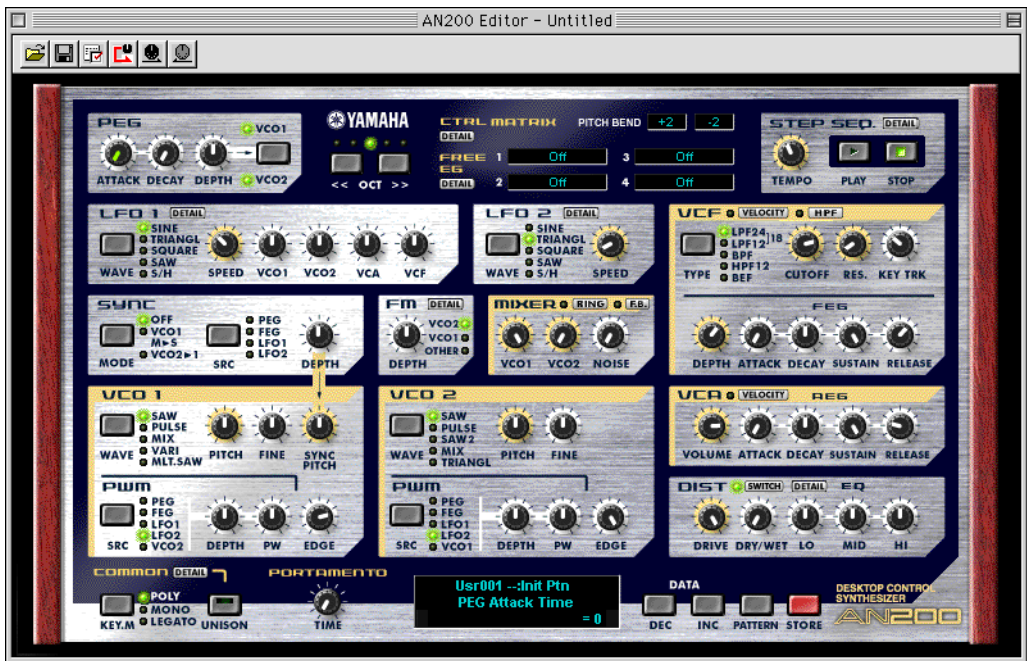 AN200 Editor - Untitled
PEG
VCO1
VCO2
ATTACK DECAY DEPTH
YAMAHA
<< OCT >>
CTRL MATRIX
DETAIL
PITCH BEND +2 -2
FREE EG
DETAIL
1 Off
3 Off
2 Off
4 Off
STEP SEQ. DETAIL
TEMPO PLAY STOP
LFO 1 DETAIL
SINE
TRIANGL
SQUARE
SAW
S/H
WAVE SPEED VCO1 VCO2 VCA VCF
LFO 2 DETAIL
SINE
TRIANGL
SQUARE
SAW
S/H
WAVE SPEED
VCF VELOCITY HPF
LPF24
LPF12
]18
BPF
HPF12
BEF
TYPE CUTOFF RES. KEY TRK
FEG
DEPTH ATTACK DECAY SUSTAIN RELEASE
SYNC
OFF
VCO1
M▸S
VCO2▸1
MODE
PEG
FEG
LFO1
LFO2
SRC DEPTH
FM DETAIL
VCO2
VCO1
OTHER
DEPTH
MIXER RING F.B.
VCO1 VCO2 NOISE
VCO 1
SAW
PULSE
MIX
VARI
MLT.SAW
WAVE PITCH FINE SYNC PITCH
PWM
PEG
FEG
LFO1
LFO2
VCO2
SRC DEPTH PW EDGE
VCO 2
SAW
PULSE
SAW2
MIX
TRIANGL
WAVE PITCH FINE
PWM
PEG
FEG
LFO1
LFO2
VCO1
SRC DEPTH PW EDGE
VCA VELOCITY AEG
VOLUME ATTACK DECAY SUSTAIN RELEASE
DIST SWITCH DETAIL EQ
DRIVE DRY/WET LO MID HI
COMMON DETAIL
POLY
MONO
LEGATO
KEY.M UNISON
PORTAMENTO
TIME
Usr001 --:Init Ptn
PEG Attack Time
= 0
DATA
DEC INC PATTERN STORE
DESKTOP CONTROL
SYNTHESIZER
AN200